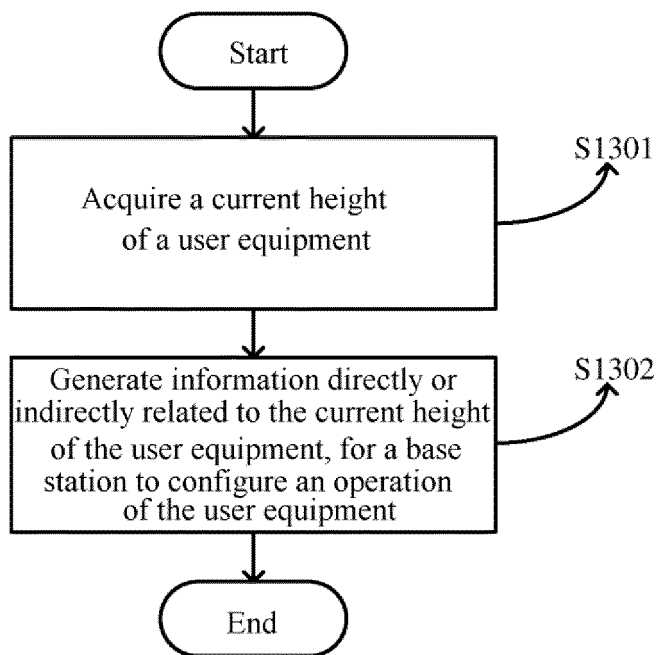 Start
S1301
Acquire a current height
of a user equipment
S1302
Generate information directly or
indirectly related to the current height
of the user equipment, for a base
station to configure an operation
of the user equipment
End